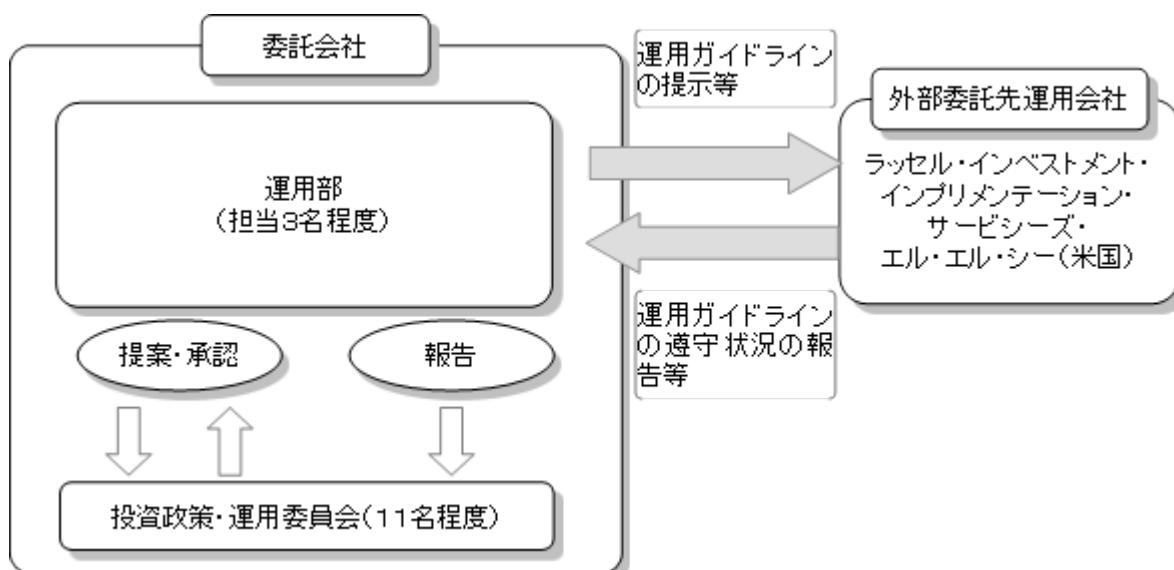 委託会社
運用部
(担当3名程度)
提案・承認
報告
投資政策・運用委員会(11名程度)
運用ガイドライン
の提示等
運用ガイドライン
の遵守状況の報
告等
外部委託先運用会社
ラッセル・インベストメント・
インプリメンテーション・
サービシーズ・
エル・エル・シー(米国)